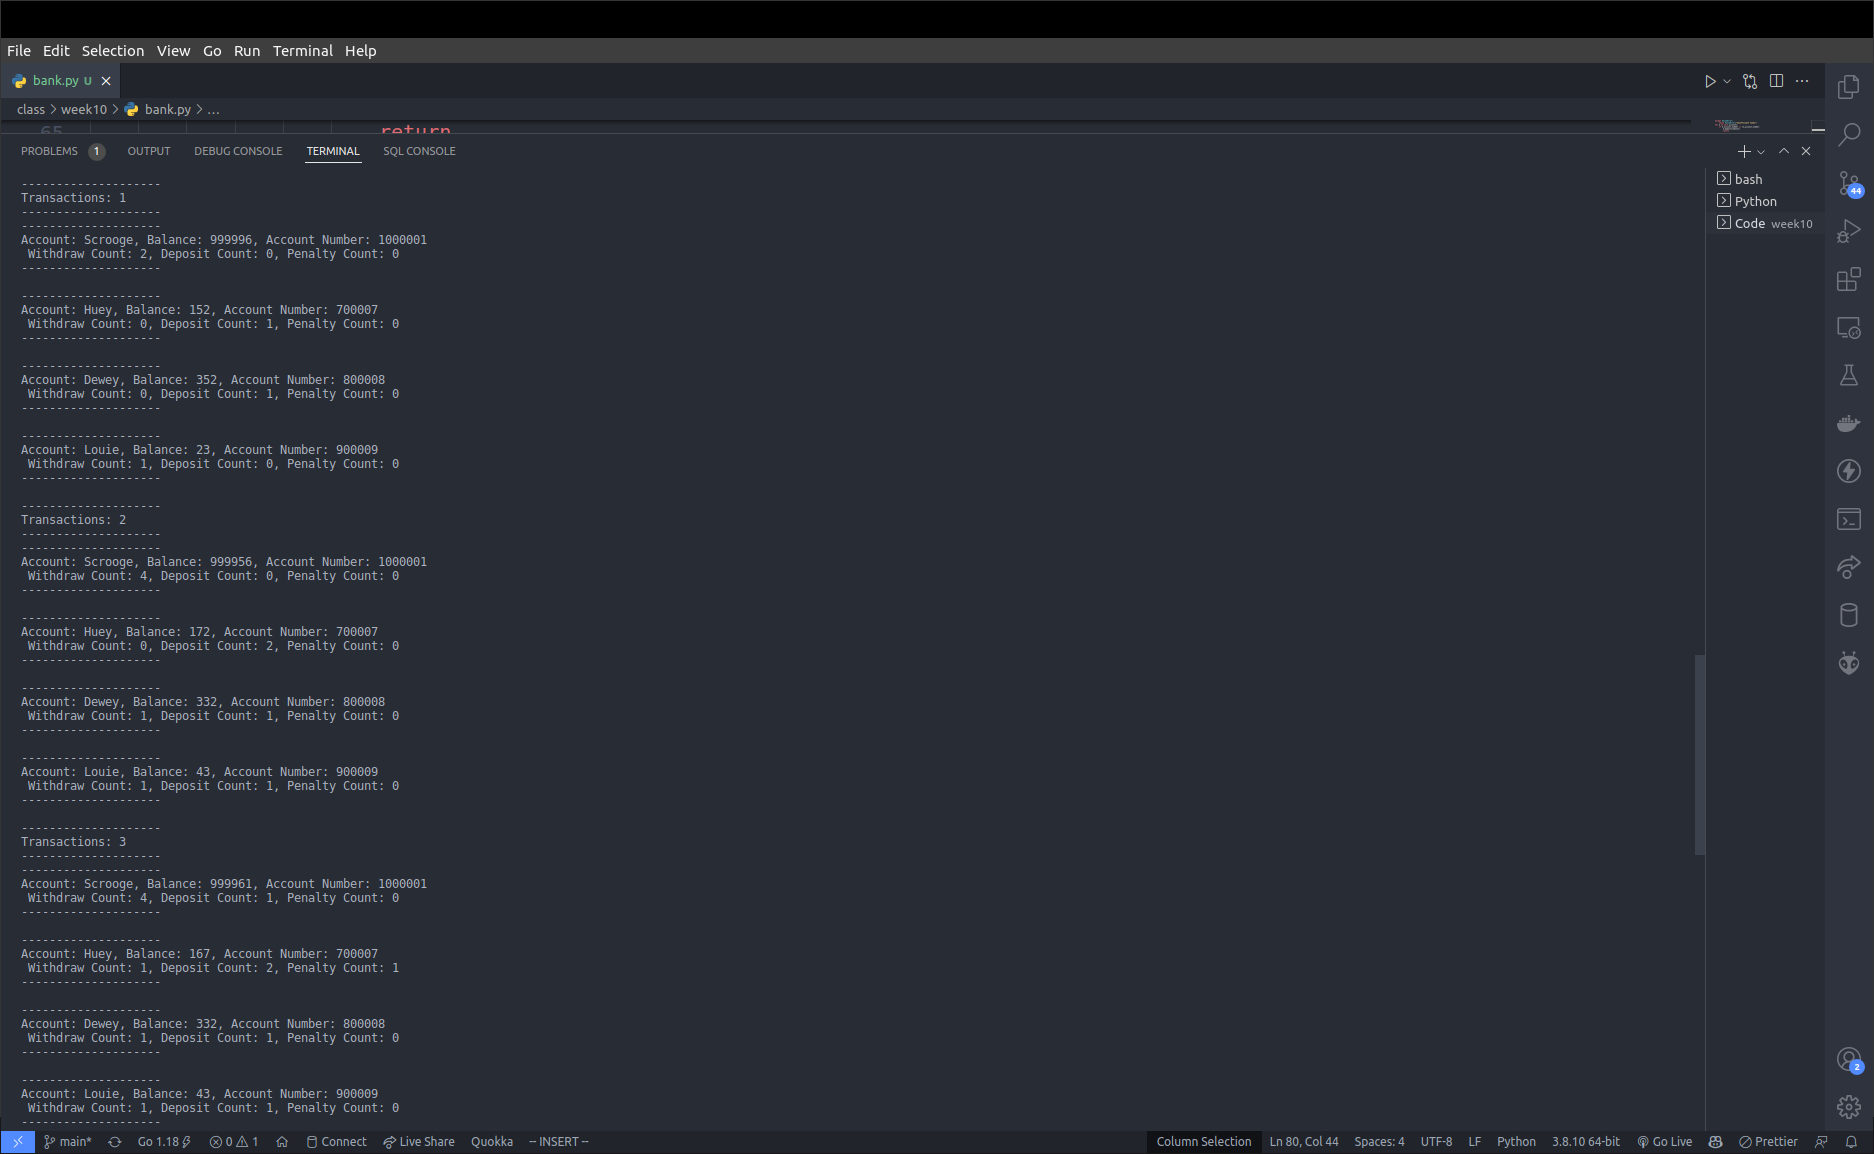 File Edit Selection View Go Run Terminal Help
bank.py U
class > week10 > bank.py > ...
65 return
PROBLEMS 1 OUTPUT DEBUG CONSOLE TERMINAL SQL CONSOLE
bash
Python
Code week10
--------------------
Transactions: 1
--------------------
--------------------
Account: Scrooge, Balance: 999996, Account Number: 1000001
Withdraw Count: 2, Deposit Count: 0, Penalty Count: 0
--------------------
--------------------
Account: Huey, Balance: 152, Account Number: 700007
Withdraw Count: 0, Deposit Count: 1, Penalty Count: 0
--------------------
--------------------
Account: Dewey, Balance: 352, Account Number: 800008
Withdraw Count: 0, Deposit Count: 1, Penalty Count: 0
--------------------
--------------------
Account: Louie, Balance: 23, Account Number: 900009
Withdraw Count: 1, Deposit Count: 0, Penalty Count: 0
--------------------
--------------------
Transactions: 2
--------------------
--------------------
Account: Scrooge, Balance: 999956, Account Number: 1000001
Withdraw Count: 4, Deposit Count: 0, Penalty Count: 0
--------------------
--------------------
Account: Huey, Balance: 172, Account Number: 700007
Withdraw Count: 0, Deposit Count: 2, Penalty Count: 0
--------------------
--------------------
Account: Dewey, Balance: 332, Account Number: 800008
Withdraw Count: 1, Deposit Count: 1, Penalty Count: 0
--------------------
--------------------
Account: Louie, Balance: 43, Account Number: 900009
Withdraw Count: 1, Deposit Count: 1, Penalty Count: 0
--------------------
--------------------
Transactions: 3
--------------------
--------------------
Account: Scrooge, Balance: 999961, Account Number: 1000001
Withdraw Count: 4, Deposit Count: 1, Penalty Count: 0
--------------------
--------------------
Account: Huey, Balance: 167, Account Number: 700007
Withdraw Count: 1, Deposit Count: 2, Penalty Count: 1
--------------------
--------------------
Account: Dewey, Balance: 332, Account Number: 800008
Withdraw Count: 1, Deposit Count: 1, Penalty Count: 0
--------------------
--------------------
Account: Louie, Balance: 43, Account Number: 900009
Withdraw Count: 1, Deposit Count: 1, Penalty Count: 0
--------------------
44
2
main* Go 1.18 0 1 Connect Live Share Quokka -- INSERT -- Column Selection Ln 80, Col 44 Spaces: 4 UTF-8 LF Python 3.8.10 64-bit Go Live Prettier